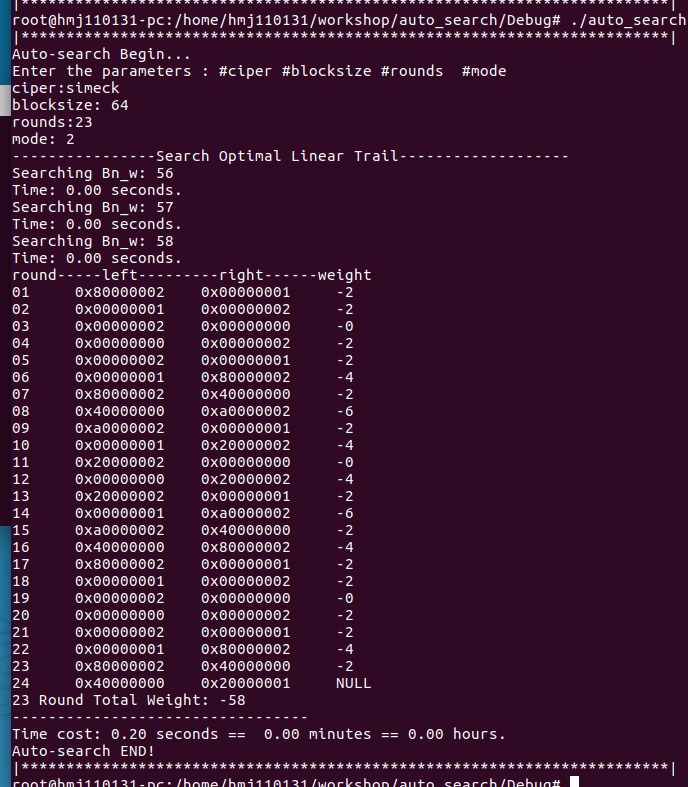 |*************************************************************************|
root@hmj110131-pc:/home/hmj110131/workshop/auto_search/Debug# ./auto_search
|*************************************************************************|
Auto-search Begin...
Enter the parameters : #ciper #blocksize #rounds  #mode
ciper:simeck
blocksize: 64
rounds:23
mode: 2
----------------Search Optimal Linear Trail-------------------
Searching Bn_w: 56
Time: 0.00 seconds.
Searching Bn_w: 57
Time: 0.00 seconds.
Searching Bn_w: 58
Time: 0.00 seconds.
round-----left---------right------weight
01     0x80000002    0x00000001     -2
02     0x00000001    0x00000002     -2
03     0x00000002    0x00000000     -0
04     0x00000000    0x00000002     -2
05     0x00000002    0x00000001     -2
06     0x00000001    0x80000002     -4
07     0x80000002    0x40000000     -2
08     0x40000000    0xa0000002     -6
09     0xa0000002    0x00000001     -2
10     0x00000001    0x20000002     -4
11     0x20000002    0x00000000     -0
12     0x00000000    0x20000002     -4
13     0x20000002    0x00000001     -2
14     0x00000001    0xa0000002     -6
15     0xa0000002    0x40000000     -2
16     0x40000000    0x80000002     -4
17     0x80000002    0x00000001     -2
18     0x00000001    0x00000002     -2
19     0x00000002    0x00000000     -0
20     0x00000000    0x00000002     -2
21     0x00000002    0x00000001     -2
22     0x00000001    0x80000002     -4
23     0x80000002    0x40000000     -2
24     0x40000000    0x20000001     NULL
23 Round Total Weight: -58
---------------------------------
Time cost: 0.20 seconds ==  0.00 minutes == 0.00 hours.
Auto-search END!
|*************************************************************************|
root@hmj110131-pc:/home/hmj110131/workshop/auto_search/Debug#